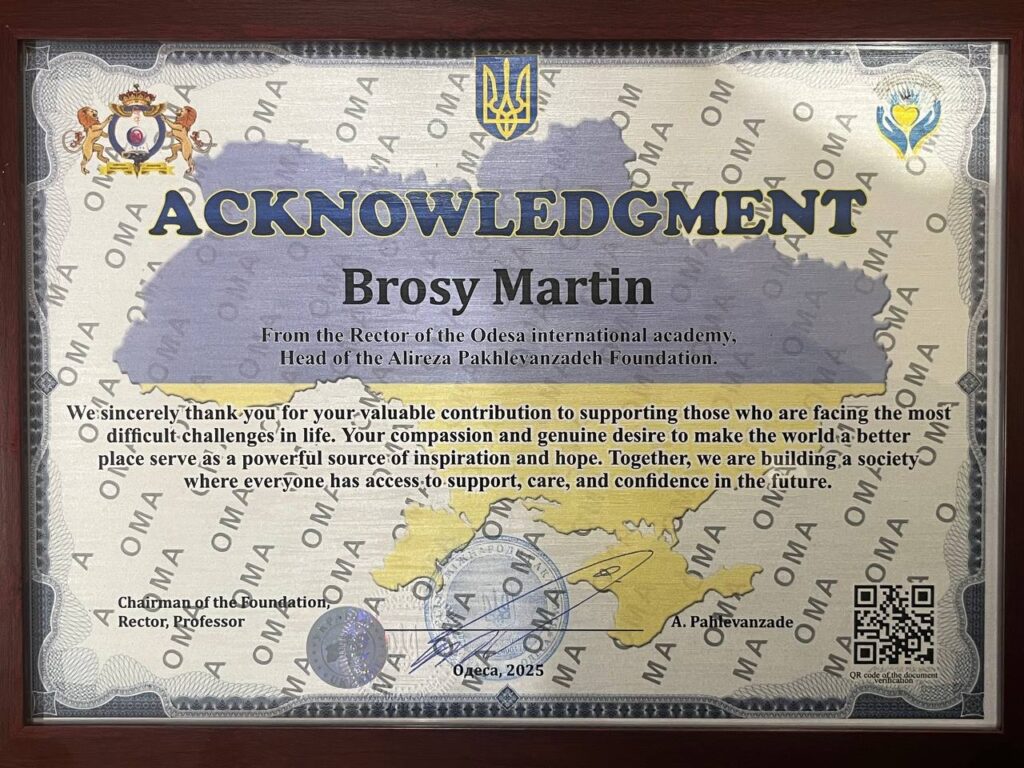 ACKNOWLEDGMENT
Brosy Martin
From the Rector of the Odesa international academy,
Head of the Alireza Pakhlevanzadeh Foundation.
We sincerely thank you for your valuable contribution to supporting those who are facing the most
difficult challenges in life. Your compassion and genuine desire to make the world a better
place serve as a powerful source of inspiration and hope. Together, we are building a society
where everyone has access to support, care, and confidence in the future.
Chairman of the Foundation,
Rector, Professor
A. Pahlevanzade
Одеса, 2025
QR code of the document
verification
OMA